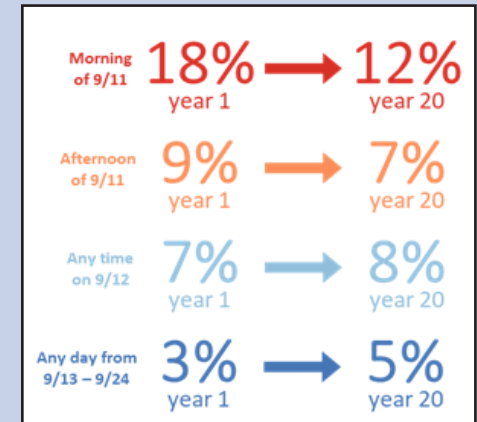 Morning
of 9/11
18%
year 1
12%
year 20
Afternoon
of 9/11
9%
year 1
7%
year 20
Any time
on 9/12
7%
year 1
8%
year 20
Any day from
9/13 – 9/24
3%
year 1
5%
year 20